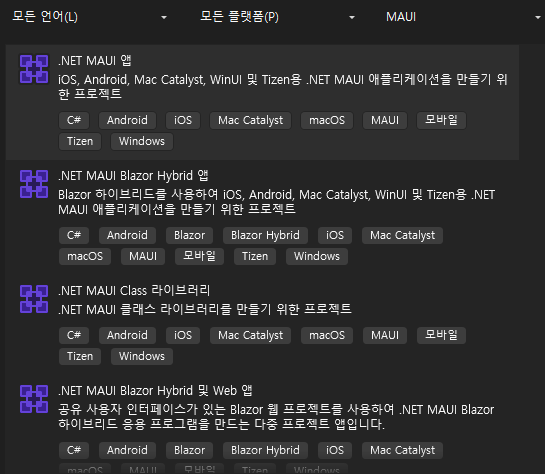 모든 언어(L) 모든 플랫폼(P) MAUI
.NET MAUI 앱
iOS, Android, Mac Catalyst, WinUI 및 Tizen용 .NET MAUI 애플리케이션을 만들기 위
한 프로젝트
C# Android iOS Mac Catalyst macOS MAUI 모바일
Tizen Windows
.NET MAUI Blazor Hybrid 앱
Blazor 하이브리드를 사용하여 iOS, Android, Mac Catalyst, WinUI 및 Tizen용 .NET
MAUI 애플리케이션을 만들기 위한 프로젝트
C# Android Blazor Blazor Hybrid iOS Mac Catalyst
macOS MAUI 모바일 Tizen Windows
.NET MAUI Class 라이브러리
.NET MAUI 클래스 라이브러리를 만들기 위한 프로젝트
C# Android iOS Mac Catalyst macOS MAUI 모바일
Tizen Windows
.NET MAUI Blazor Hybrid 및 Web 앱
공유 사용자 인터페이스가 있는 Blazor 웹 프로젝트를 사용하여 .NET MAUI Blazor
하이브리드 응용 프로그램을 만드는 다중 프로젝트 앱입니다.
C# Android Blazor Blazor Hybrid iOS Mac Catalyst
macOS MAUI 모바일 Tizen Windows